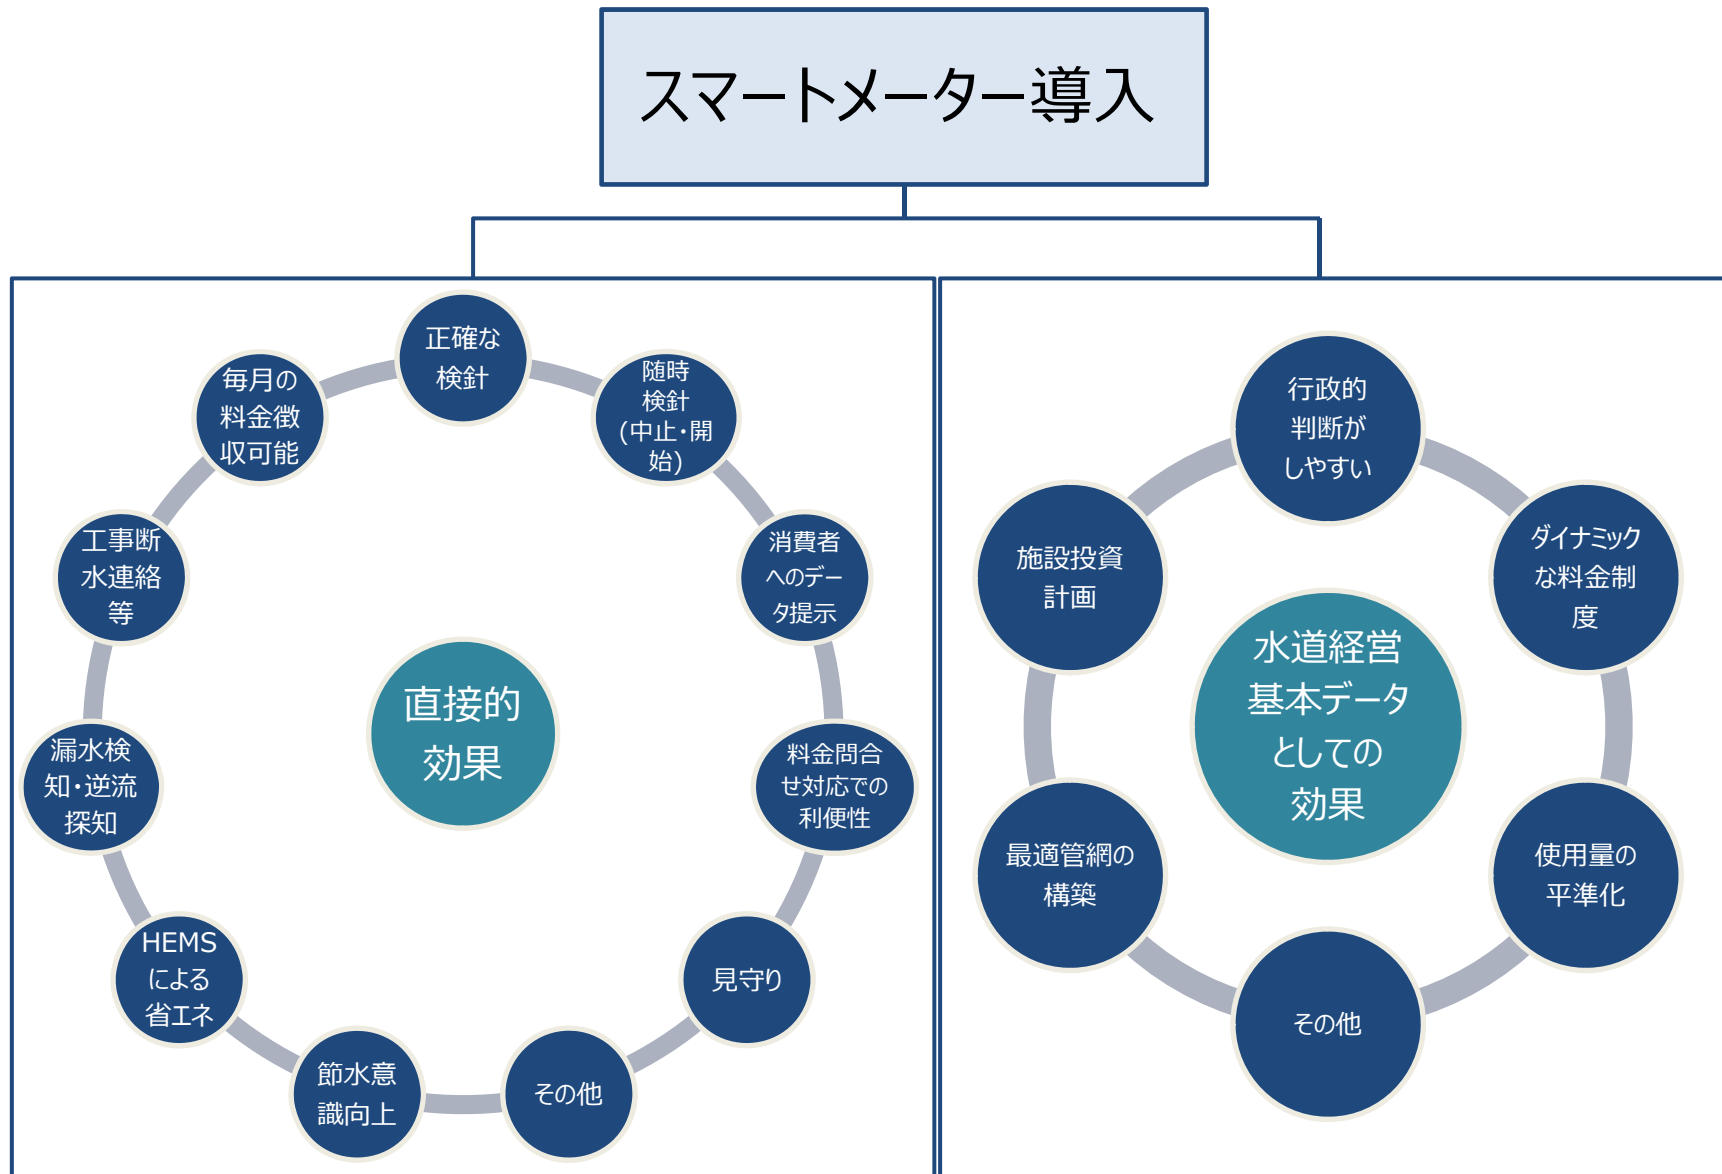 スマートメーター導入
正確な
検針
随時
検針
(中止・開
始)
消費者
へのデー
タ提示
料金問合
せ対応での
利便性
見守り
その他
節水意
識向上
HEMS
による
省エネ
漏水検
知・逆流
探知
工事断
水連絡
等
毎月の
料金徴
収可能
直接的
効果
行政的
判断が
しやすい
ダイナミック
な料金制
度
使用量の
平準化
その他
最適管網の
構築
施設投資
計画
水道経営
基本データ
としての
効果